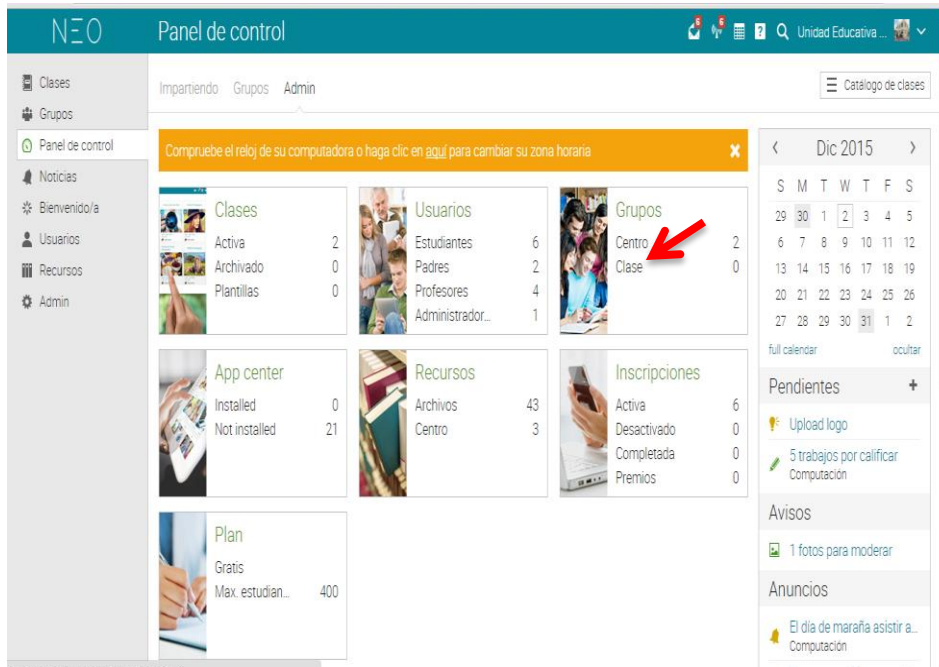 NEO
Panel de control
6
6
Unidad Educativa ...
Clases
Grupos
Panel de control
Noticias
Bienvenido/a
Usuarios
Recursos
Admin
Impartiendo Grupos Admin
Catálogo de clases
Compruebe el reloj de su computadora o haga clic en aquí para cambiar su zona horaria
Clases
Activa 2
Archivado 0
Plantillas 0
Usuarios
Estudiantes 6
Padres 2
Profesores 4
Administrador... 1
Grupos
Centro 2
Clase 0
App center
Installed 0
Not installed 21
Recursos
Archivos 43
Centro 3
Inscripciones
Activa 6
Desactivado 0
Completada 0
Premios 0
Plan
Gratis
Max. estudian... 400
Dic 2015
S M T W T F S
29 30 1 2 3 4 5
6 7 8 9 10 11 12
13 14 15 16 17 18 19
20 21 22 23 24 25 26
27 28 29 30 31 1 2
full calendar ocultar
Pendientes +
Upload logo
5 trabajos por calificar
Computación
Avisos
1 fotos para moderar
Anuncios
El día de maraña asistir a...
Computación